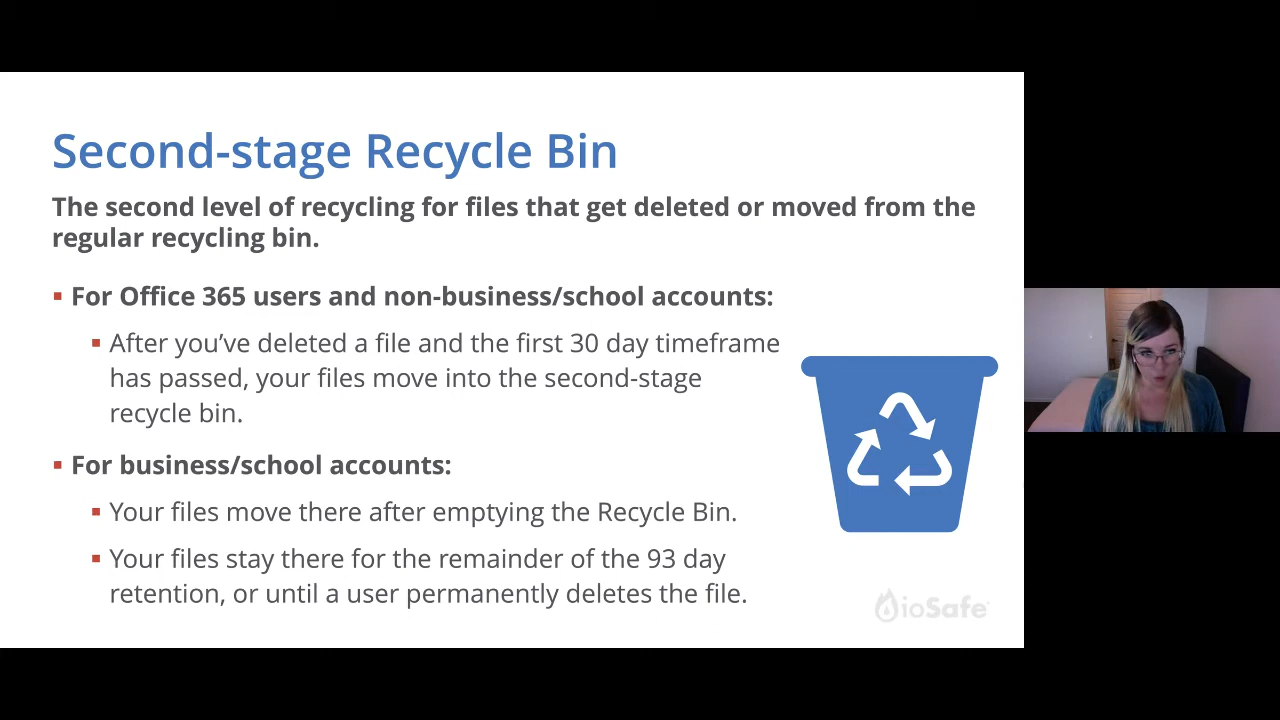 Second-stage Recycle Bin
The second level of recycling for files that get deleted or moved from the
regular recycling bin.
For Office 365 users and non-business/school accounts:
After you’ve deleted a file and the first 30 day timeframe
has passed, your files move into the second-stage
recycle bin.
For business/school accounts:
Your files move there after emptying the Recycle Bin.
Your files stay there for the remainder of the 93 day
retention, or until a user permanently deletes the file.
ioSafe